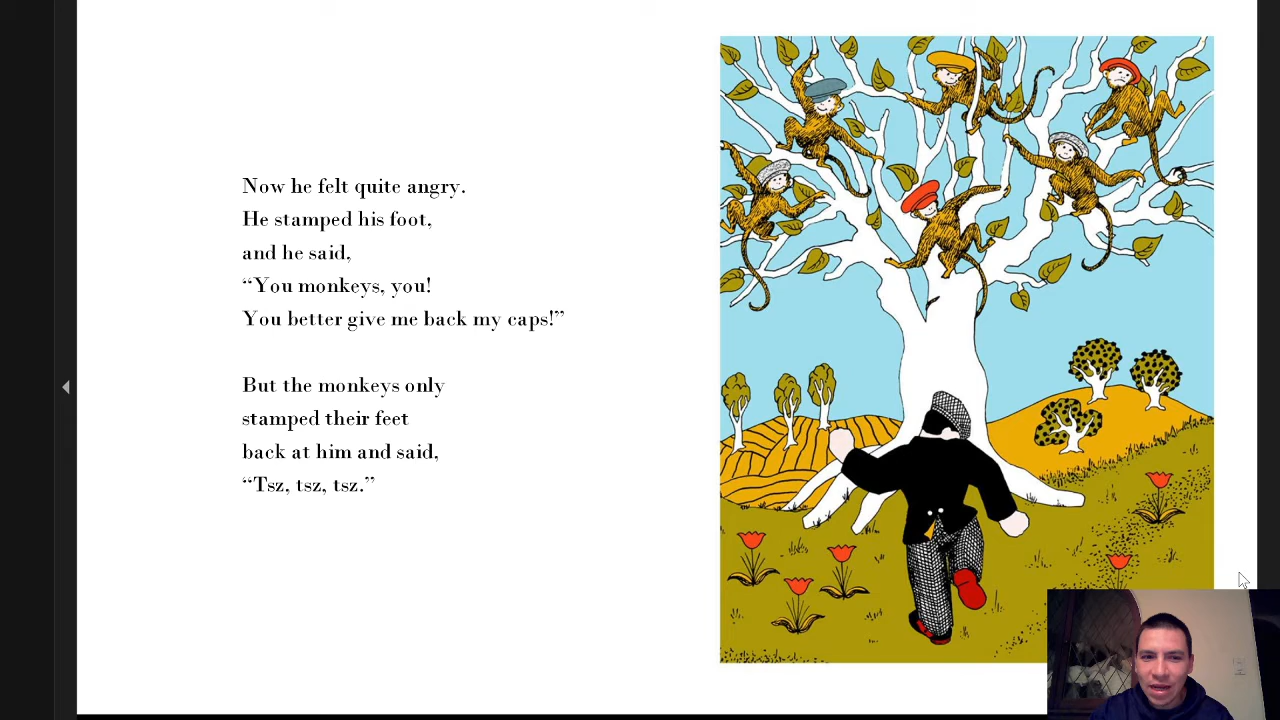 Now he felt quite angry.
He stamped his foot,
and he said,
“You monkeys, you!
You better give me back my caps!”
But the monkeys only
stamped their feet
back at him and said,
“Tsz, tsz, tsz.”